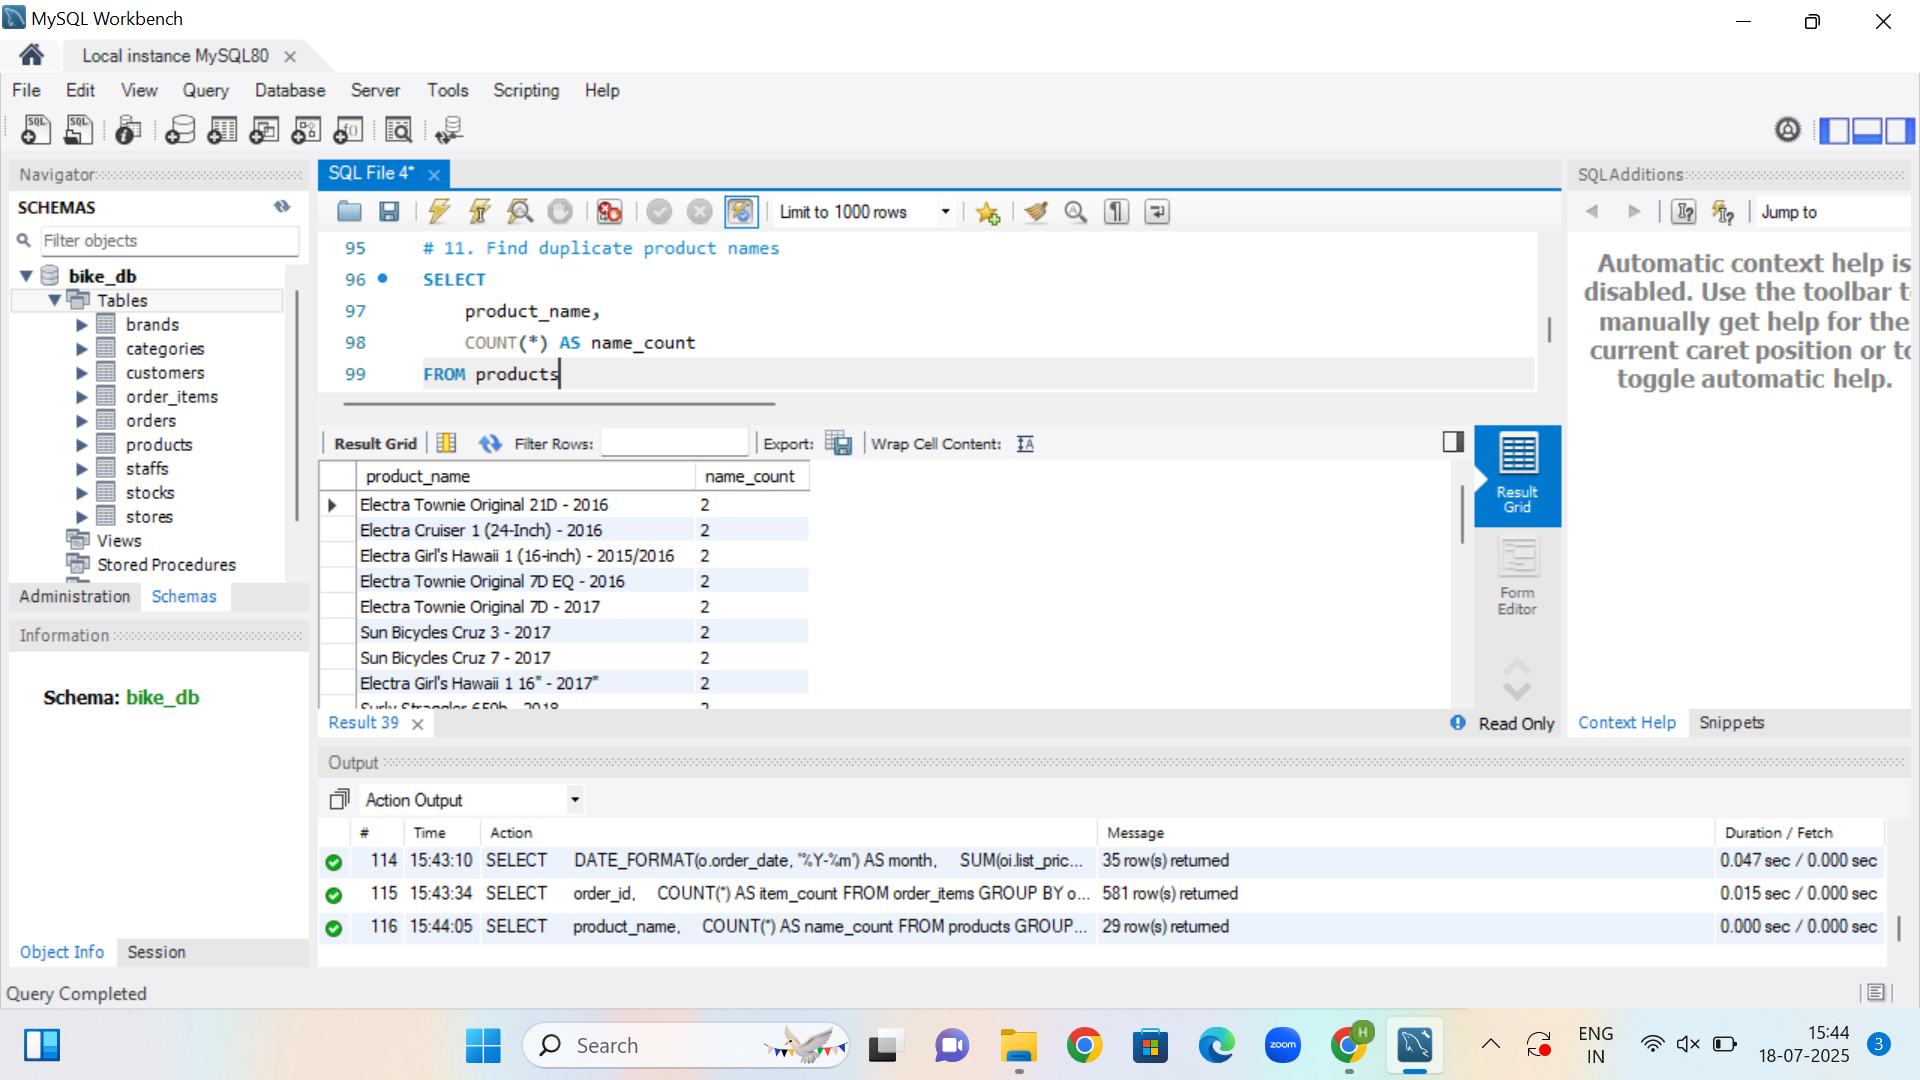 MySQL Workbench
Local instance MySQL80
File Edit View Query Database Server Tools Scripting Help
Navigator
SCHEMAS
Filter objects
bike_db
Tables
brands
categories
customers
order_items
orders
products
staffs
stocks
stores
Views
Stored Procedures
Administration Schemas
Information
Schema: bike_db
Object Info Session
Query Completed
SQL File 4*
Limit to 1000 rows
95 # 11. Find duplicate product names
96 SELECT
97 product_name,
98 COUNT(*) AS name_count
99 FROM products
Result Grid Filter Rows: Export: Wrap Cell Content:
product_name name_count
Electra Townie Original 21D - 2016 2
Electra Cruiser 1 (24-Inch) - 2016 2
Electra Girl's Hawaii 1 (16-inch) - 2015/2016 2
Electra Townie Original 7D EQ - 2016 2
Electra Townie Original 7D - 2017 2
Sun Bicycles Cruz 3 - 2017 2
Sun Bicycles Cruz 7 - 2017 2
Electra Girl's Hawaii 1 16" - 2017" 2
Surly Straggler 650b - 2018 2
Result 39
Read Only
Result
Grid
Form
Editor
SQLAdditions
Jump to
Automatic context help is
disabled. Use the toolbar t
manually get help for the
current caret position or to
toggle automatic help.
Context Help Snippets
Output
Action Output
# Time Action Message Duration / Fetch
114 15:43:10 SELECT DATE_FORMAT(o.order_date, '%Y-%m') AS month, SUM(oi.list_pric... 35 row(s) returned 0.047 sec / 0.000 sec
115 15:43:34 SELECT order_id, COUNT(*) AS item_count FROM order_items GROUP BY o... 581 row(s) returned 0.015 sec / 0.000 sec
116 15:44:05 SELECT product_name, COUNT(*) AS name_count FROM products GROUP... 29 row(s) returned 0.000 sec / 0.000 sec
Search
zoom
H
ENG
IN
15:44
18-07-2025
3